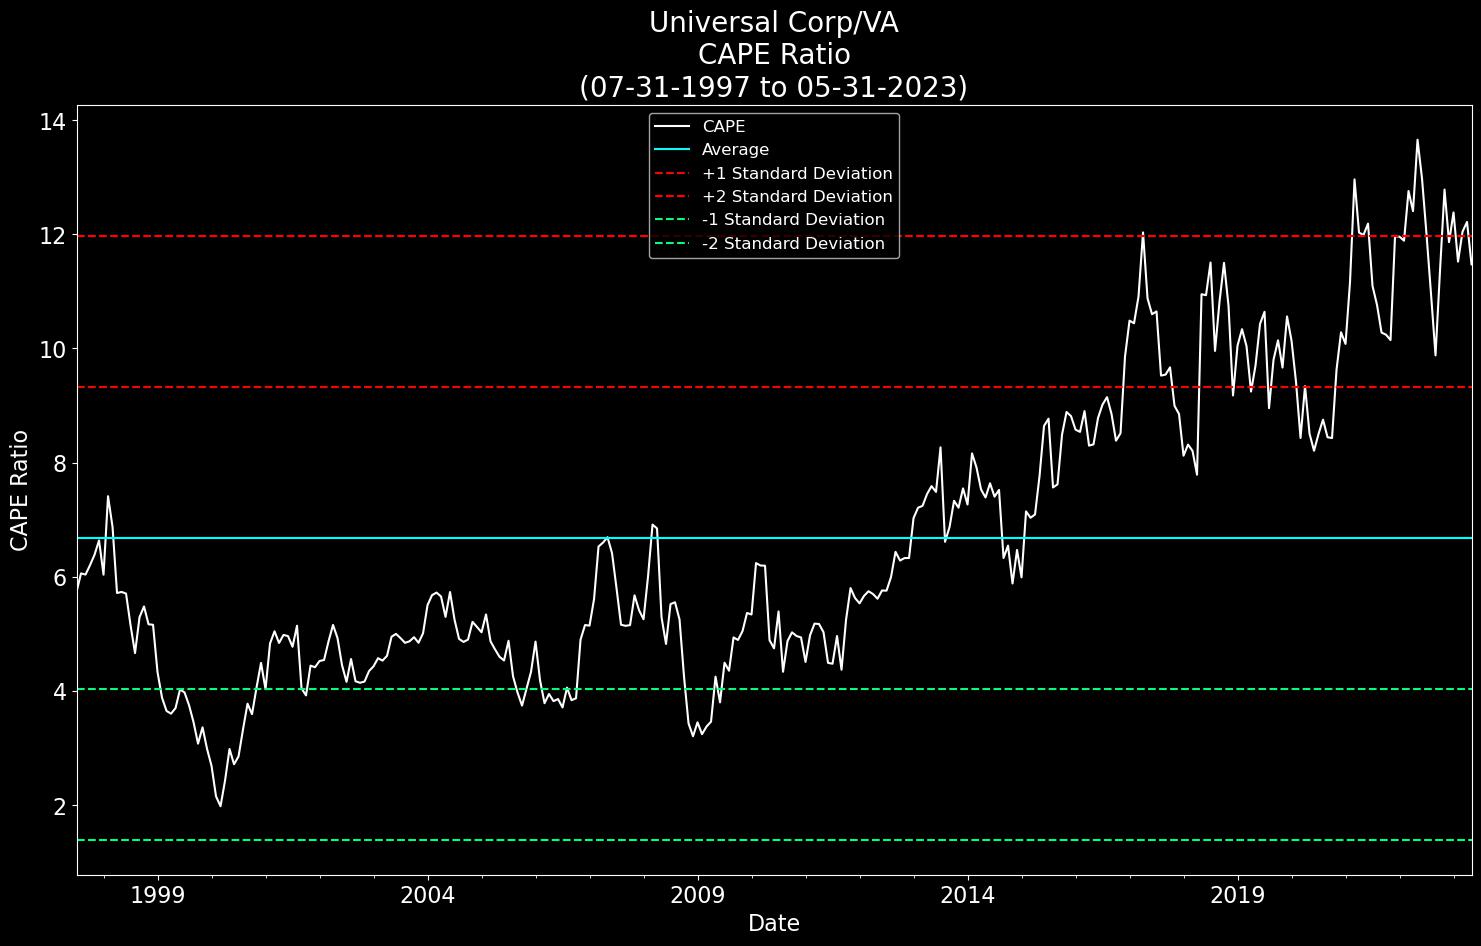 Universal Corp/VA
CAPE Ratio
(07-31-1997 to 05-31-2023)
CAPE
Average
+1 Standard Deviation
+2 Standard Deviation
-1 Standard Deviation
-2 Standard Deviation
CAPE Ratio
14
12
10
8
6
4
2
1999 2004 2009 2014 2019
Date